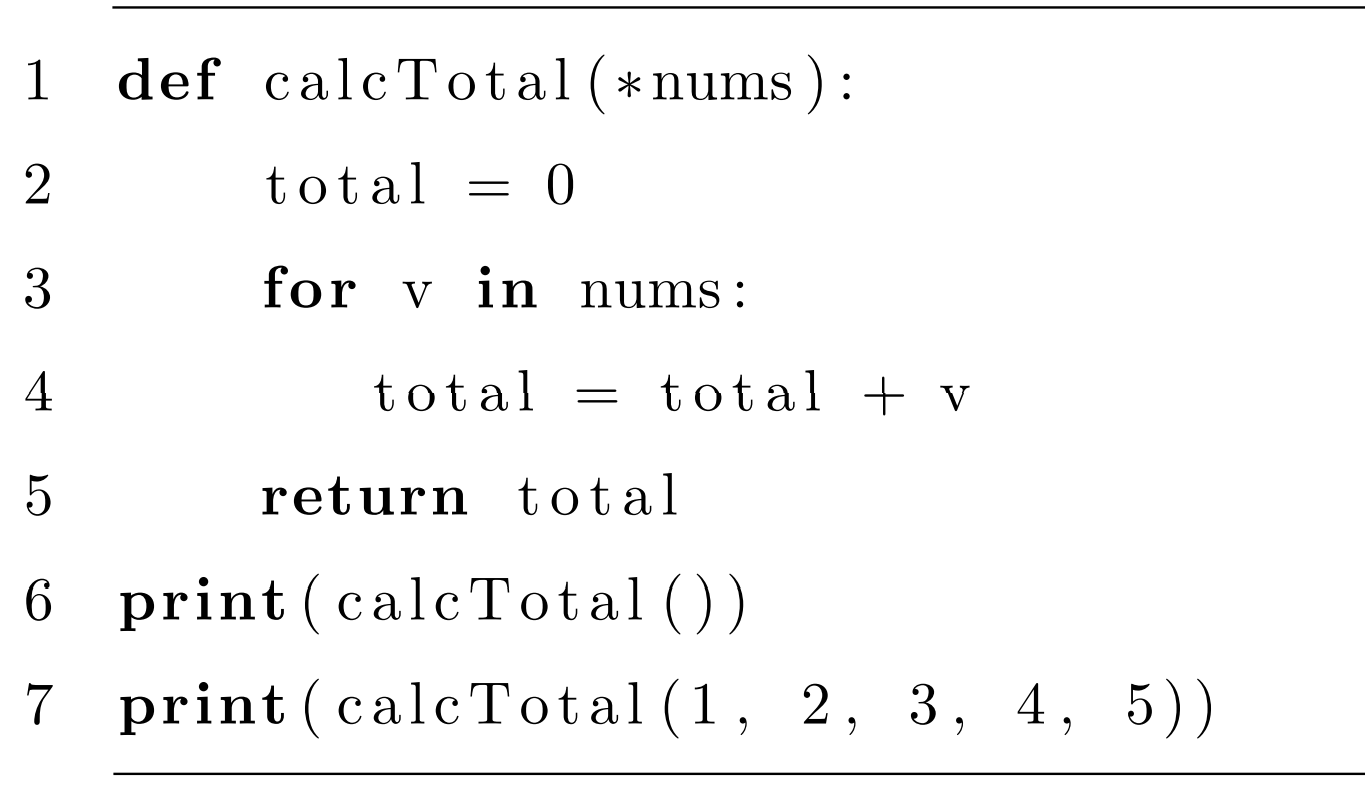 1 def calcTotal(*nums):
2     total = 0
3     for v in nums:
4         total = total + v
5     return total
6 print(calcTotal())
7 print(calcTotal(1, 2, 3, 4, 5))